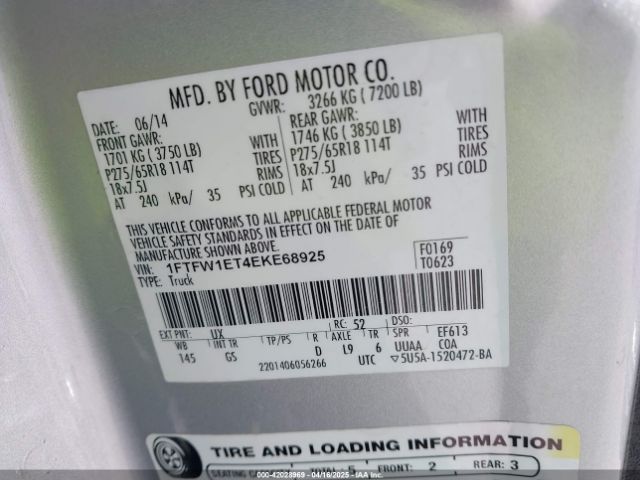 MFD. BY FORD MOTOR CO.
DATE: 06/14 GVWR: 3266 KG ( 7200 LB)
FRONT GAWR: REAR GAWR:
1701 KG ( 3750 LB) WITH 1746 KG ( 3850 LB) WITH
P275/65R18 114T TIRES P275/65R18 114T TIRES
18x7.5J RIMS 18x7.5J RIMS
AT 240 kPa/ 35 PSI COLD AT 240 kPa/ 35 PSI COLD
THIS VEHICLE CONFORMS TO ALL APPLICABLE FEDERAL MOTOR
VEHICLE SAFETY STANDARDS IN EFFECT ON THE DATE OF
MANUFACTURE SHOWN ABOVE.
VIN: 1FTFW1ET4EKE68925 F0169
TYPE: Truck T0623
EXT PNT: UX RC: 52 DSO:
WB INT TR TP/PS R AXLE TR SPR EF613
145 GS D L9 6 UUAA COA
2201406056266 UTC ▽5U5A-1520472-BA
TIRE AND LOADING INFORMATION
TOTAL: 5 FRONT: 2 REAR: 3
000-42028969 | 04/16/2025 | IAA Inc.